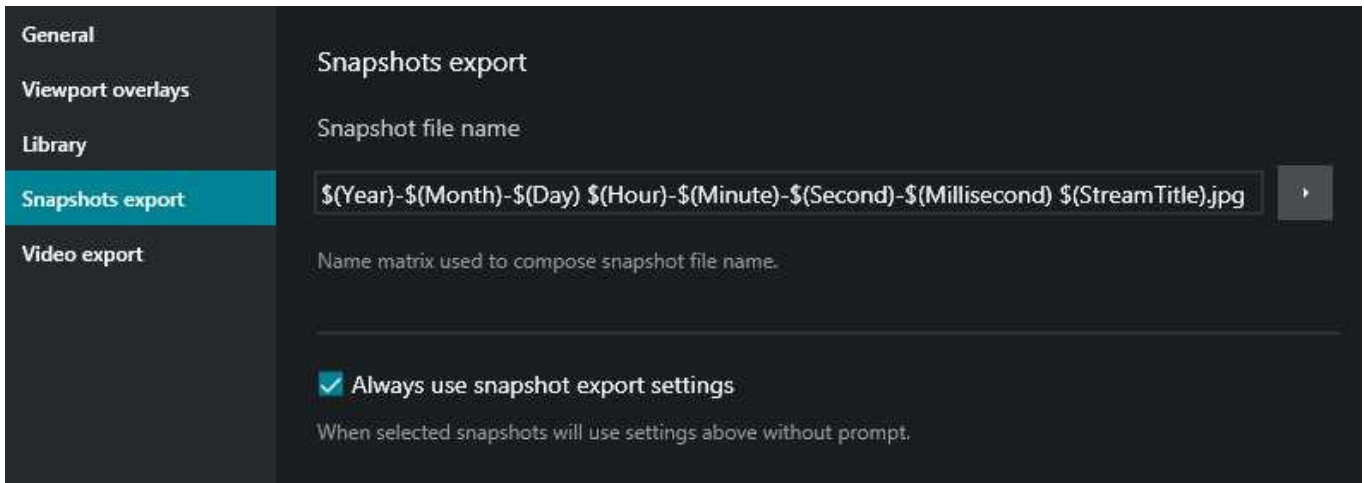 General
Viewport overlays
Library
Snapshots export
Video export
Snapshots export
Snapshot file name
$(Year)-$(Month)-$(Day) $(Hour)-$(Minute)-$(Second)-$(Millisecond) $(StreamTitle).jpg
Name matrix used to compose snapshot file name.
Always use snapshot export settings
When selected snapshots will use settings above without prompt.